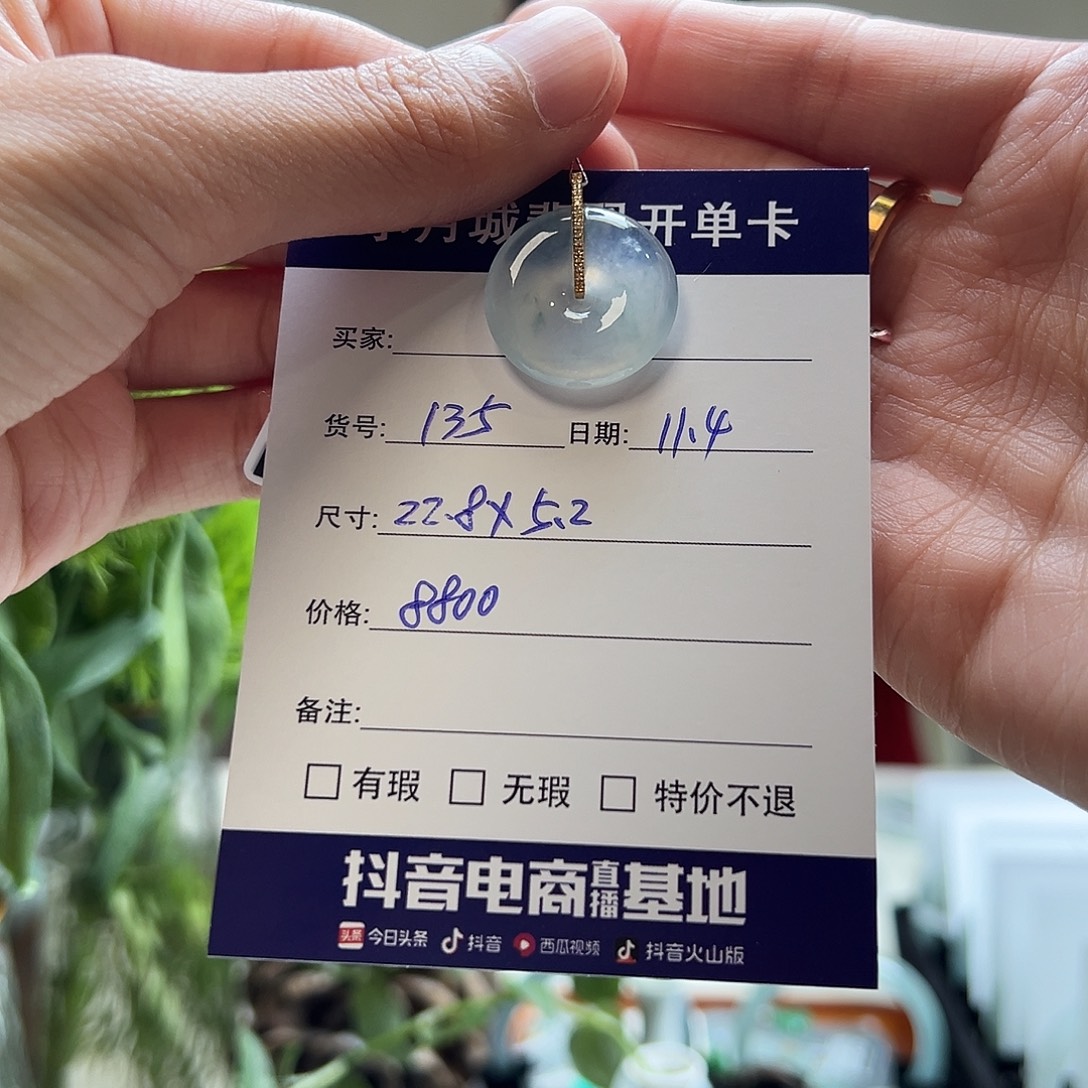 开单卡
买家:
货号: 135 日期: 11.4
尺寸: 22.8X5.2
价格: 8800
备注:
□ 有瑕 □ 无瑕 □ 特价不退
抖音电商直播基地
头条 今日头条 抖音 西瓜视频 抖音火山版